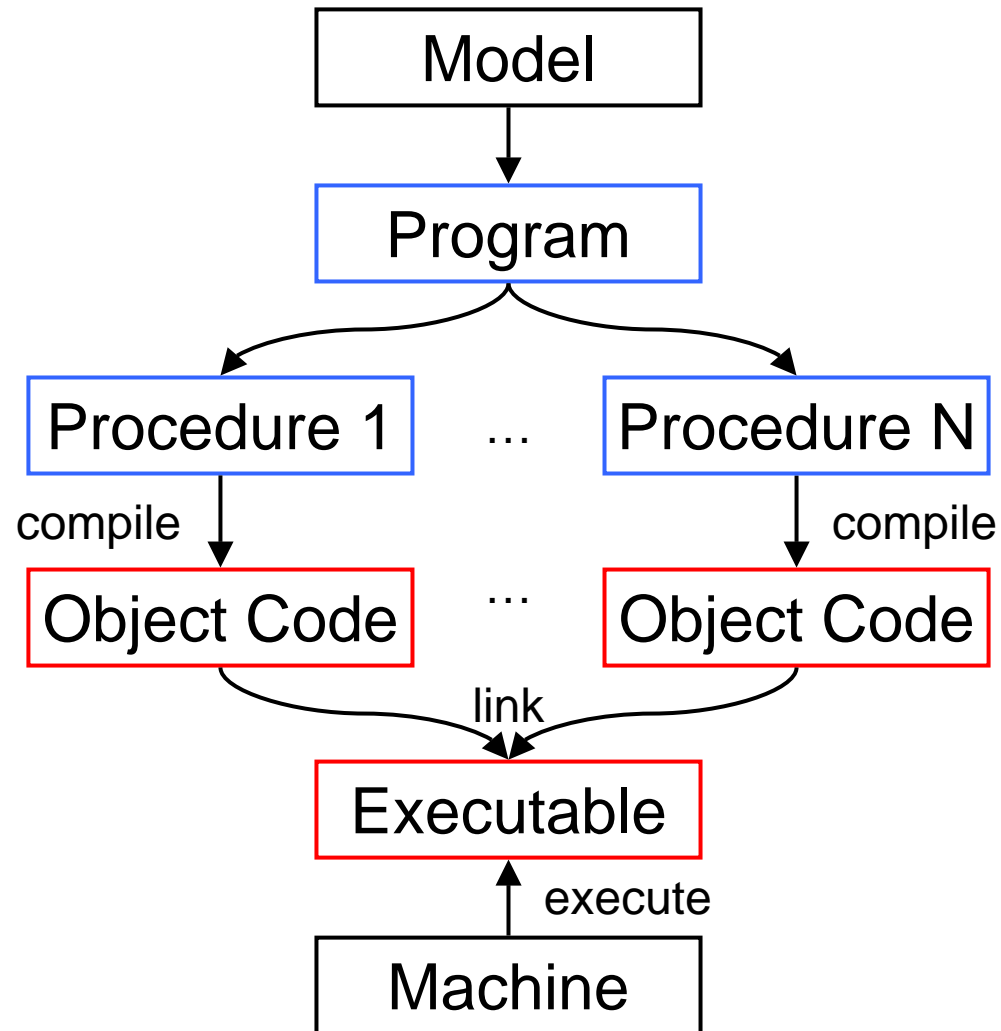 Model
Program
Procedure 1 ... Procedure N
compile compile
Object Code ... Object Code
link
Executable
execute
Machine